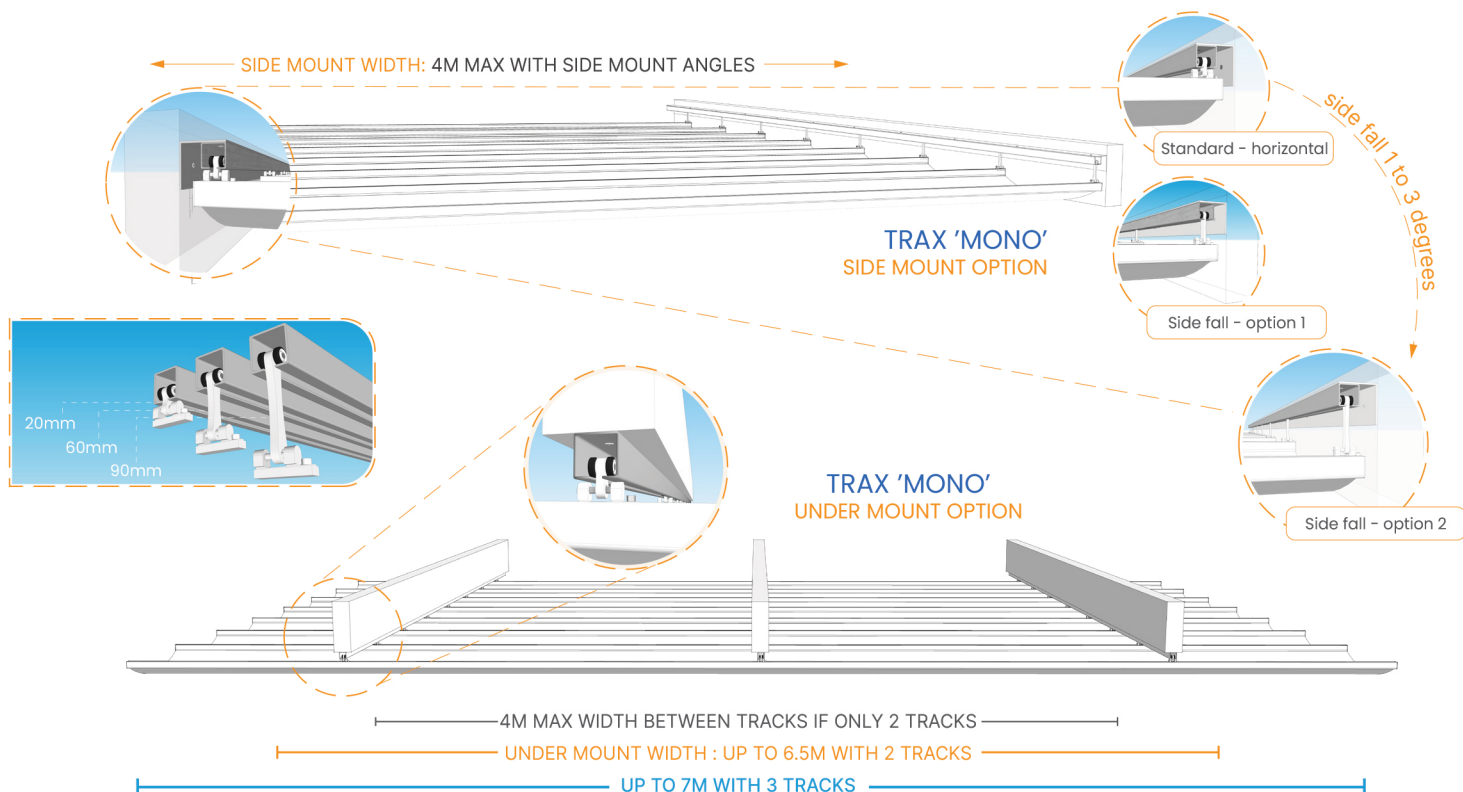 SIDE MOUNT WIDTH: 4M MAX WITH SIDE MOUNT ANGLES
side fall 1 to 3 degrees
Standard - horizontal
TRAX 'MONO'
SIDE MOUNT OPTION
Side fall - option 1
20mm
60mm
90mm
TRAX 'MONO'
UNDER MOUNT OPTION
Side fall - option 2
4M MAX WIDTH BETWEEN TRACKS IF ONLY 2 TRACKS
UNDER MOUNT WIDTH : UP TO 6.5M WITH 2 TRACKS
UP TO 7M WITH 3 TRACKS